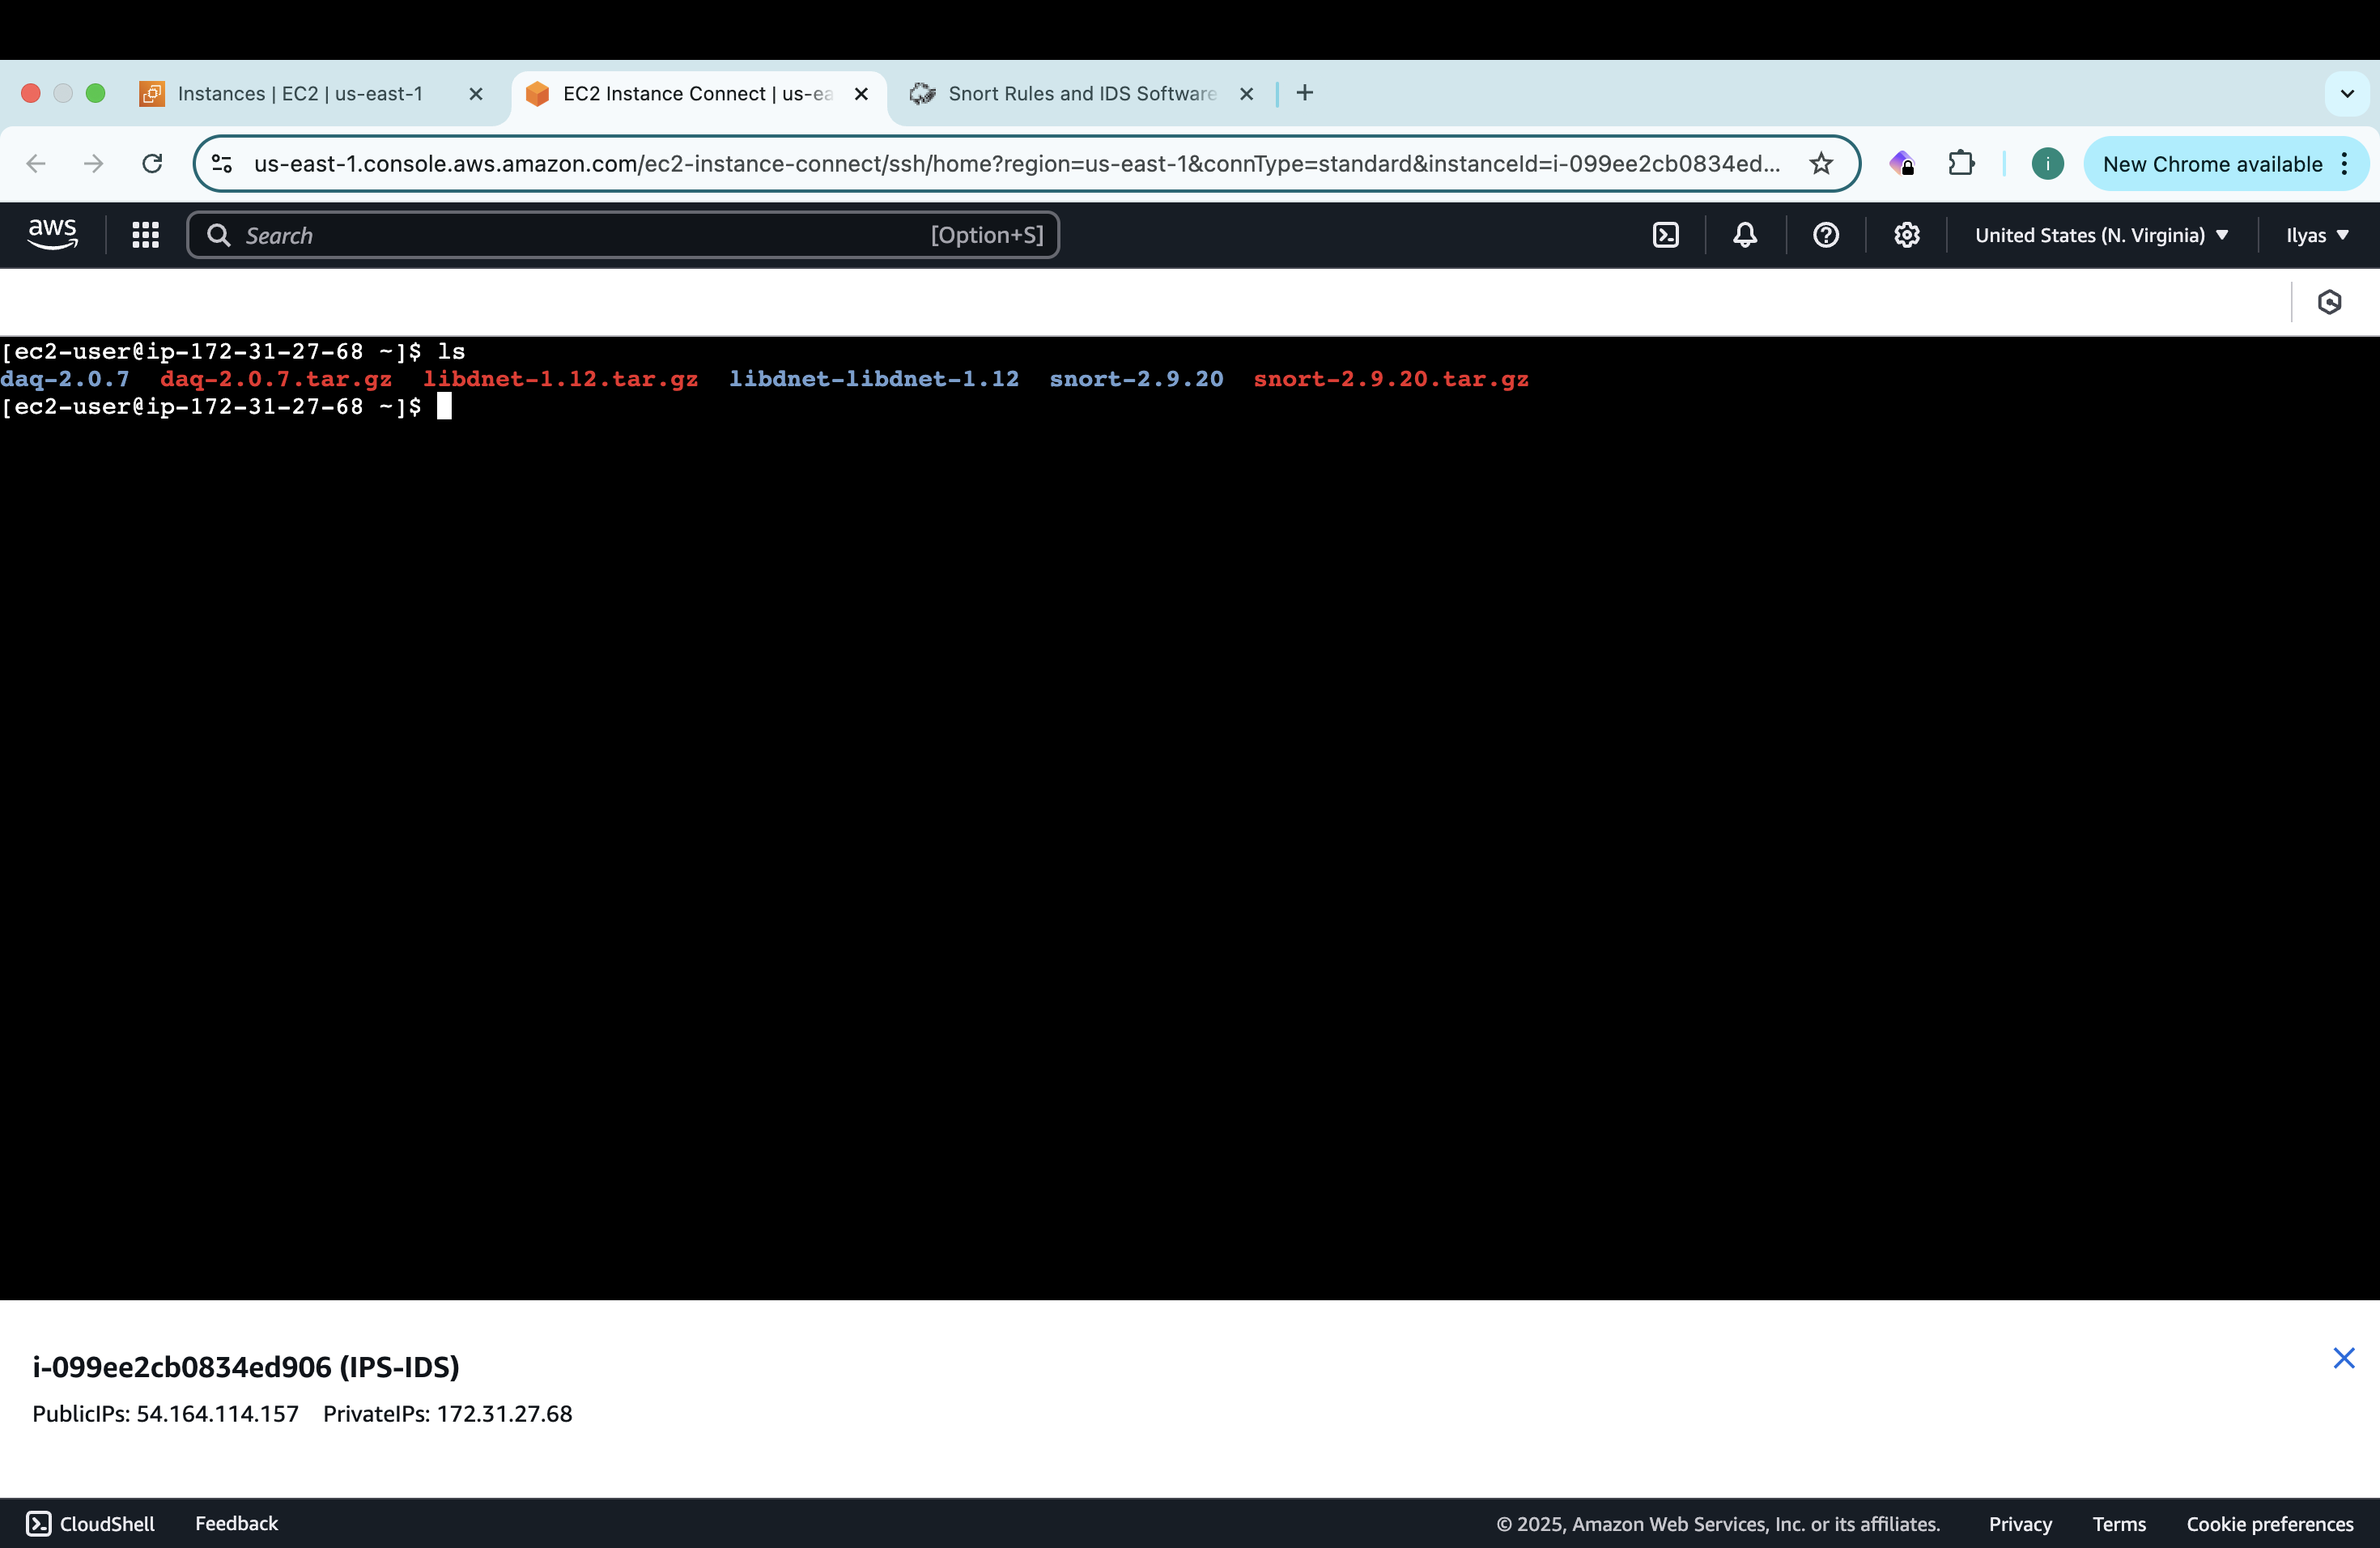 Instances | EC2 | us-east-1
EC2 Instance Connect | us-ea
Snort Rules and IDS Software
us-east-1.console.aws.amazon.com/ec2-instance-connect/ssh/home?region=us-east-1&connType=standard&instanceId=i-099ee2cb0834ed...
i
New Chrome available
aws
Search
[Option+S]
United States (N. Virginia)
Ilyas
[ec2-user@ip-172-31-27-68 ~]$ ls
daq-2.0.7 daq-2.0.7.tar.gz libdnet-1.12.tar.gz libdnet-libdnet-1.12 snort-2.9.20 snort-2.9.20.tar.gz
[ec2-user@ip-172-31-27-68 ~]$
i-099ee2cb0834ed906 (IPS-IDS)
PublicIPs: 54.164.114.157 PrivateIPs: 172.31.27.68
CloudShell
Feedback
© 2025, Amazon Web Services, Inc. or its affiliates.
Privacy
Terms
Cookie preferences